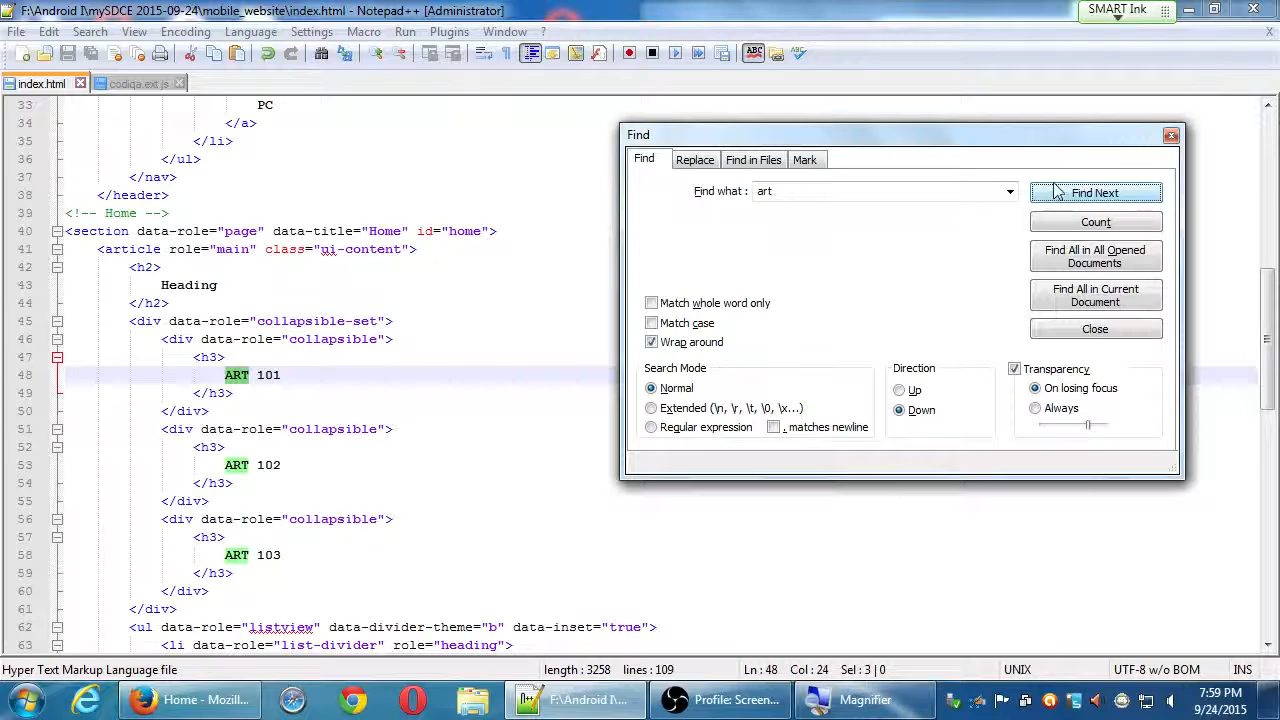 F:\Android I\mySDCE 2015-09-24\mobile_website\index.html - Notepad++ [Administrator]
SMART Ink
File Edit Search View Encoding Language Settings Macro Run Plugins Window ? X
ABC ABC
index.html codiqa.ext.js
33 PC
34 </a>
35 </li>
36 </ul>
37 </nav>
38 </header>
39 <!-- Home -->
40 <section data-role="page" data-title="Home" id="home">
41 <article role="main" class="ui-content">
42 <h2>
43 Heading
44 </h2>
45 <div data-role="collapsible-set">
46 <div data-role="collapsible">
47 <h3>
48 ART 101
49 </h3>
50 </div>
51 <div data-role="collapsible">
52 <h3>
53 ART 102
54 </h3>
55 </div>
56 <div data-role="collapsible">
57 <h3>
58 ART 103
59 </h3>
60 </div>
61 </div>
62 <ul data-role="listview" data-divider-theme="b" data-inset="true">
63 <li data-role="list-divider" role="heading">
Find
Find Replace Find in Files Mark
Find what : art
Find Next
Count
Find All in All Opened
Documents
Find All in Current
Document
Close
Match whole word only
Match case
Wrap around
Search Mode
Normal
Extended (\n, \r, \t, \0, \x...)
Regular expression . matches newline
Direction
Up
Down
Transparency
On losing focus
Always
Hyper Text Markup Language file length : 3258 lines : 109 Ln : 48 Col : 24 Sel : 3 | 0 UNIX UTF-8 w/o BOM INS
Home - Mozill... F:\Android I\... Profile: Screen... Magnifier
7:59 PM
9/24/2015